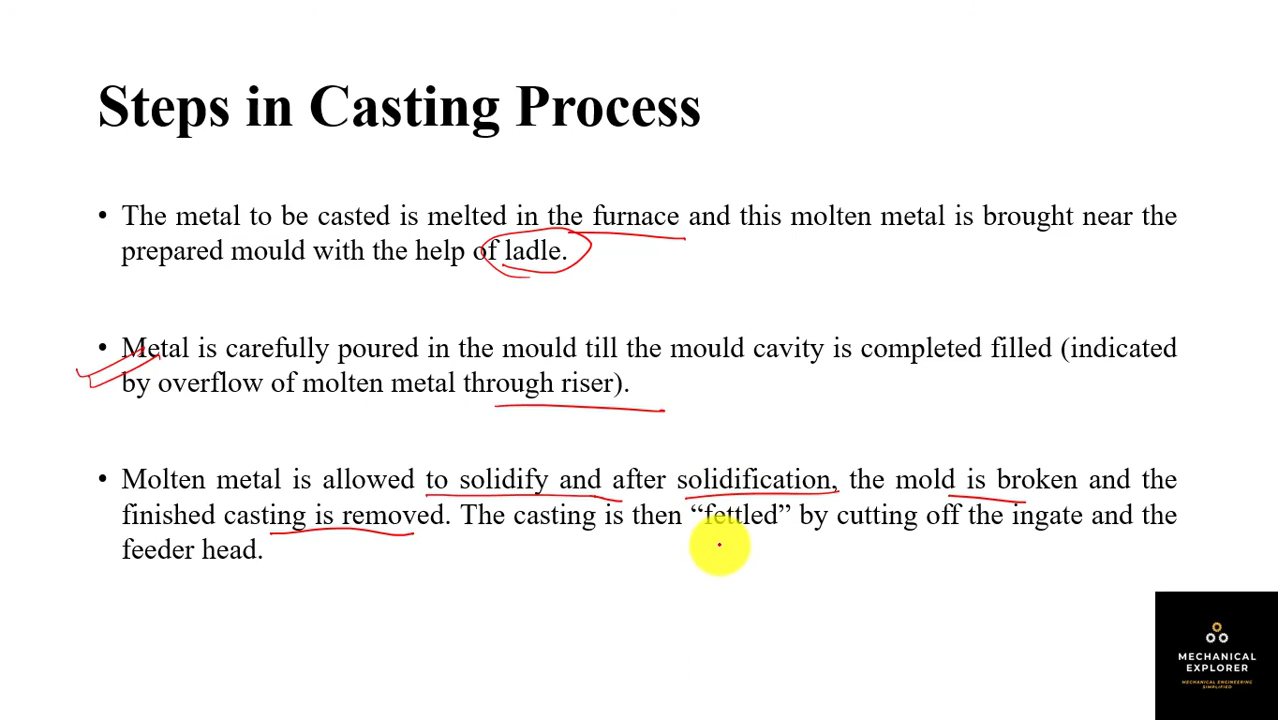 Steps in Casting Process
• The metal to be casted is melted in the furnace and this molten metal is brought near the
prepared mould with the help of ladle.
• Metal is carefully poured in the mould till the mould cavity is completed filled (indicated
by overflow of molten metal through riser).
• Molten metal is allowed to solidify and after solidification, the mold is broken and the
finished casting is removed. The casting is then “fettled” by cutting off the ingate and the
feeder head.
MECHANICAL
EXPLORER
MECHANICAL ENGINEERING
SIMPLIFIED